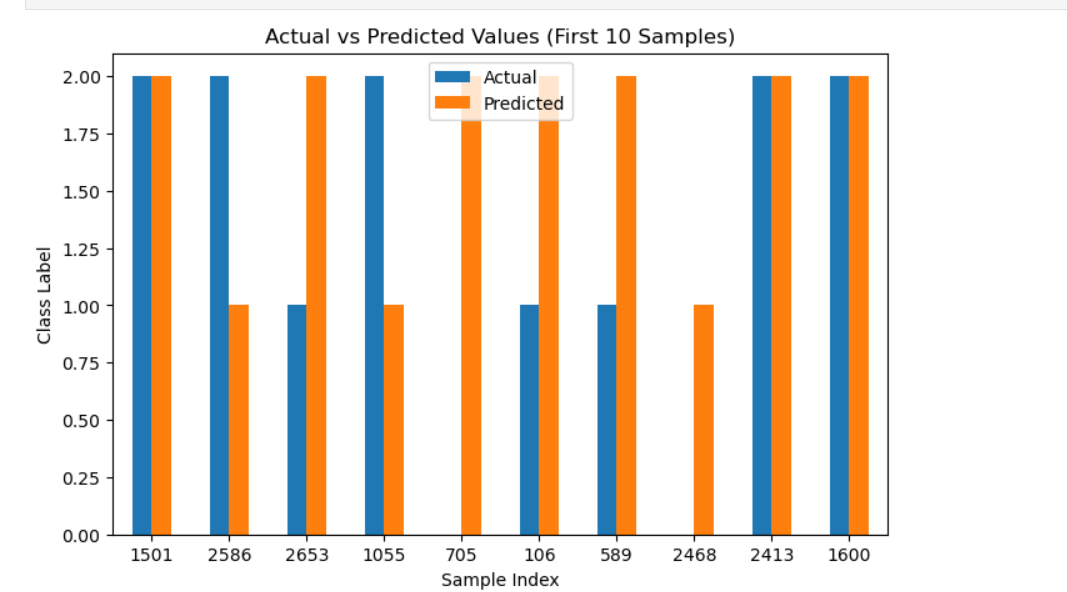 Actual vs Predicted Values (First 10 Samples)
Actual
Predicted
2.00
1.75
1.50
1.25
1.00
0.75
0.50
0.25
0.00
Class Label
1501 2586 2653 1055 705 106 589 2468 2413 1600
Sample Index